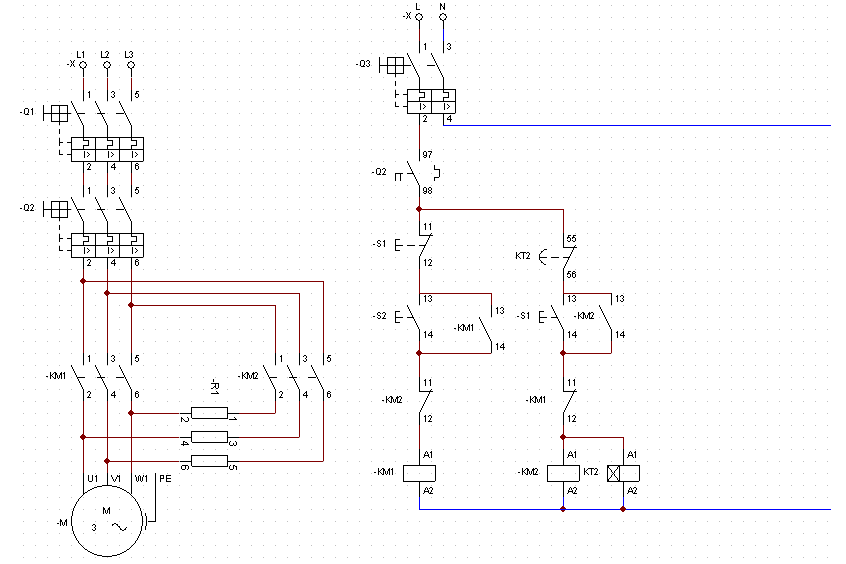 L N
-X
1 3
-Q3
2 4
L1 L2 L3
-X
1 3 5
-Q1
2 4 6
1 3 5
-Q2
2 4 6
97
-Q2
98
11
-S1
12
55
KT2
56
13
-S2
14
13
-KM1
14
13
-S1
14
13
-KM2
14
1 3 5
-KM1
2 4 6
1 3 5
-KM2
2 4 6
-R1
2 1
4 3
6 5
11
-KM2
12
11
-KM1
12
A1
-KM1
A2
A1
-KM2
A2
A1
KT2
A2
U1 V1 W1 PE
M
-M
3